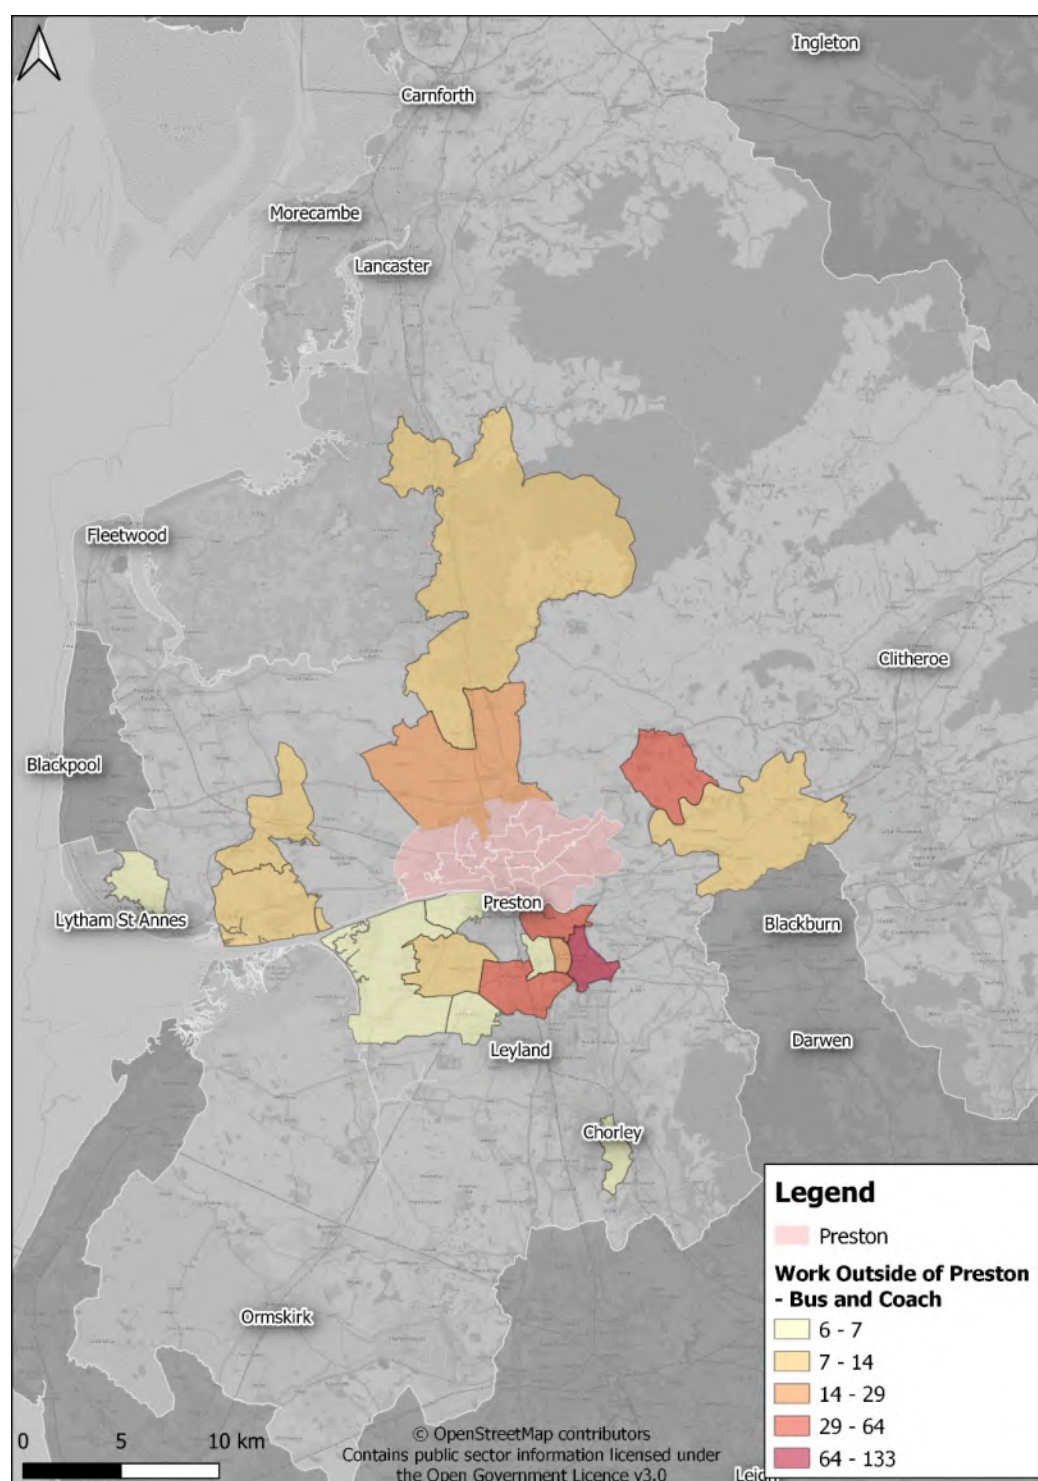 Ingleton
Carnforth
Morecambe
Lancaster
Fleetwood
Clitheroe
Blackpool
Preston
Lytham St Annes
Blackburn
Darwen
Leyland
Chorley
Ormskirk
Legend
Preston
Work Outside of Preston
- Bus and Coach
6 - 7
7 - 14
14 - 29
29 - 64
64 - 133
0 5 10 km
© OpenStreetMap contributors
Contains public sector information licensed under
the Open Government Licence v3.0